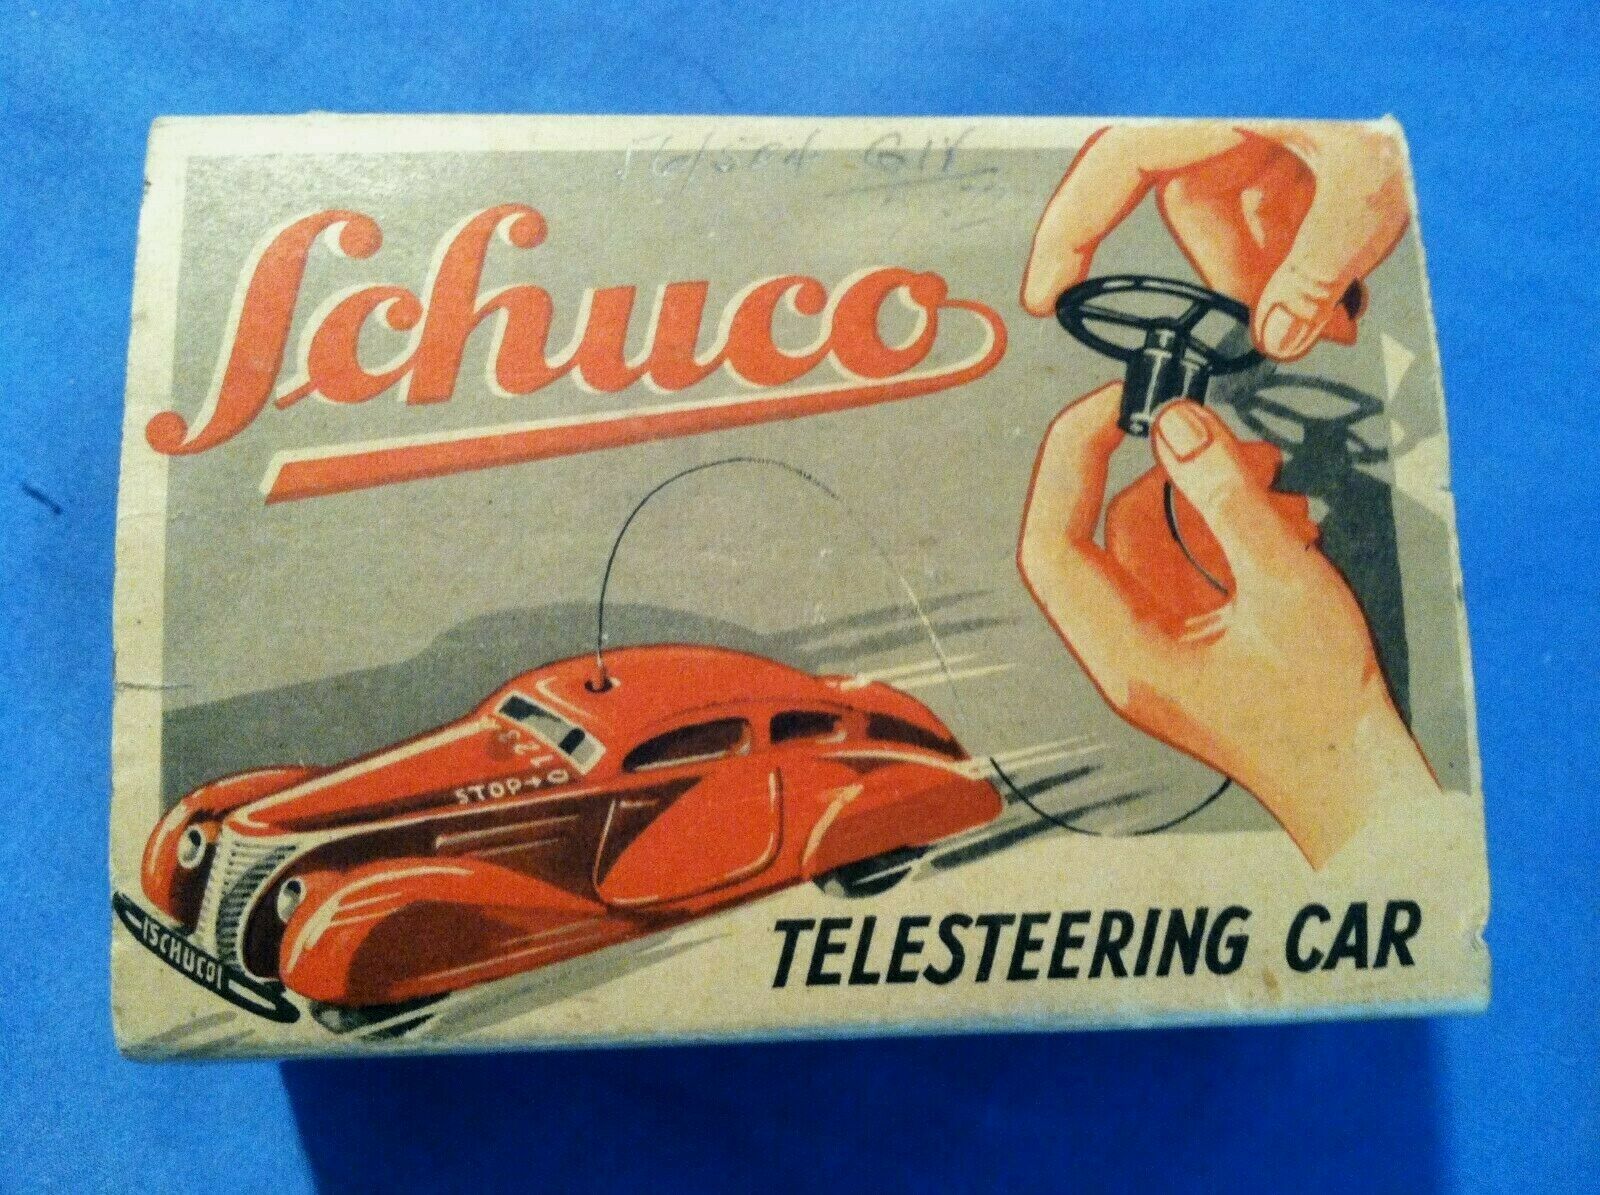 Schuco
STOP→0 1 2 3
SCHUCO
TELESTEERING CAR